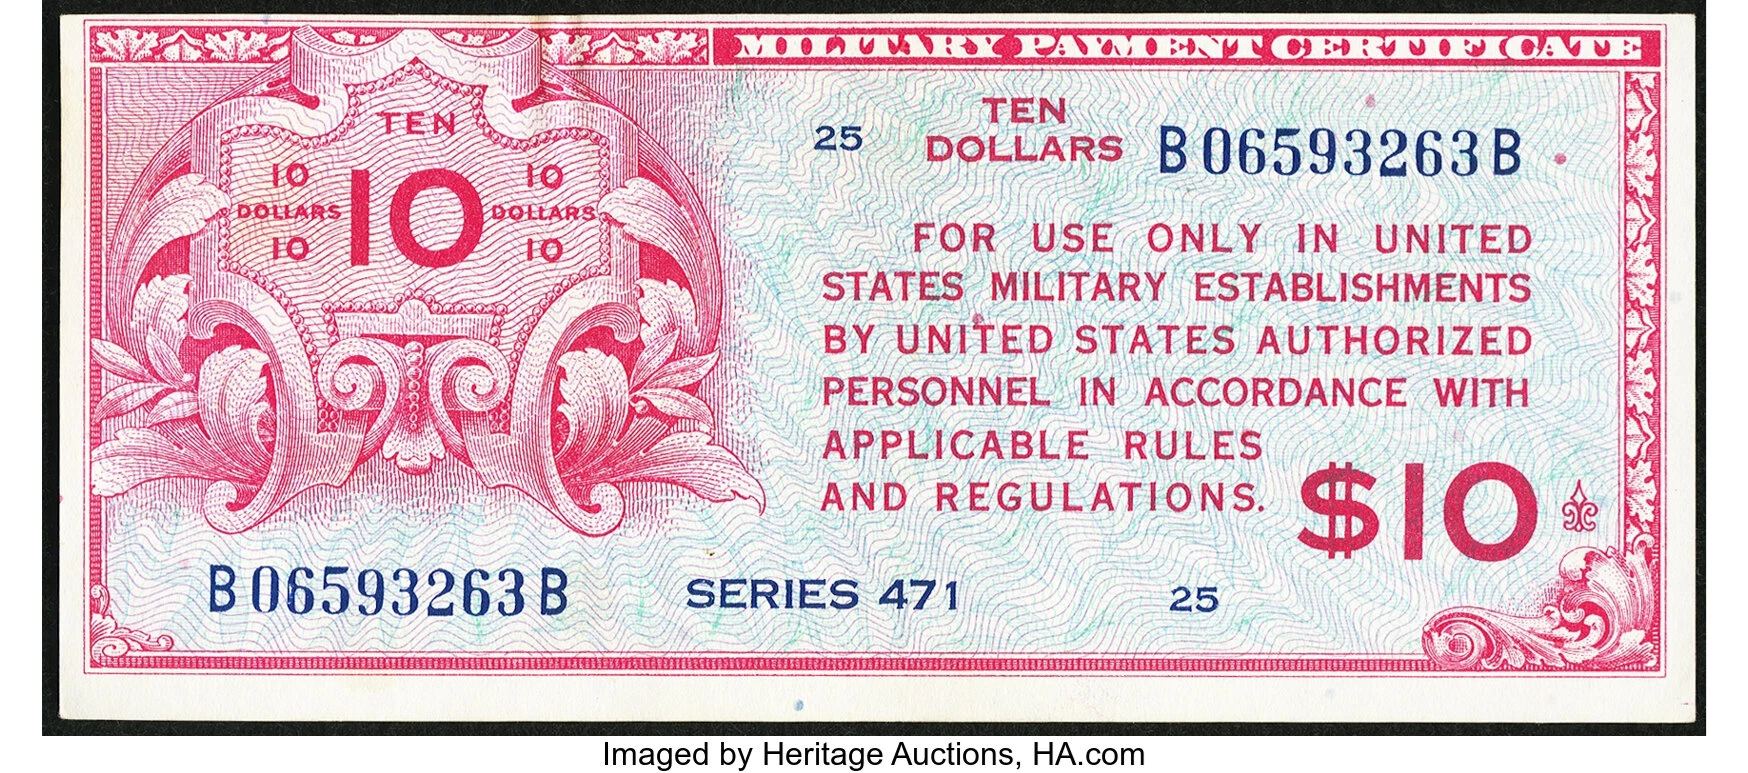 MILITARY PAYMENT CERTIFICATE
TEN
10 10
DOLLARS 10 DOLLARS
10 10
25
TEN
DOLLARS
B06593263B
FOR USE ONLY IN UNITED
STATES MILITARY ESTABLISHMENTS
BY UNITED STATES AUTHORIZED
PERSONNEL IN ACCORDANCE WITH
APPLICABLE RULES
AND REGULATIONS.
$10
B06593263B
SERIES 471
25
Imaged by Heritage Auctions, HA.com